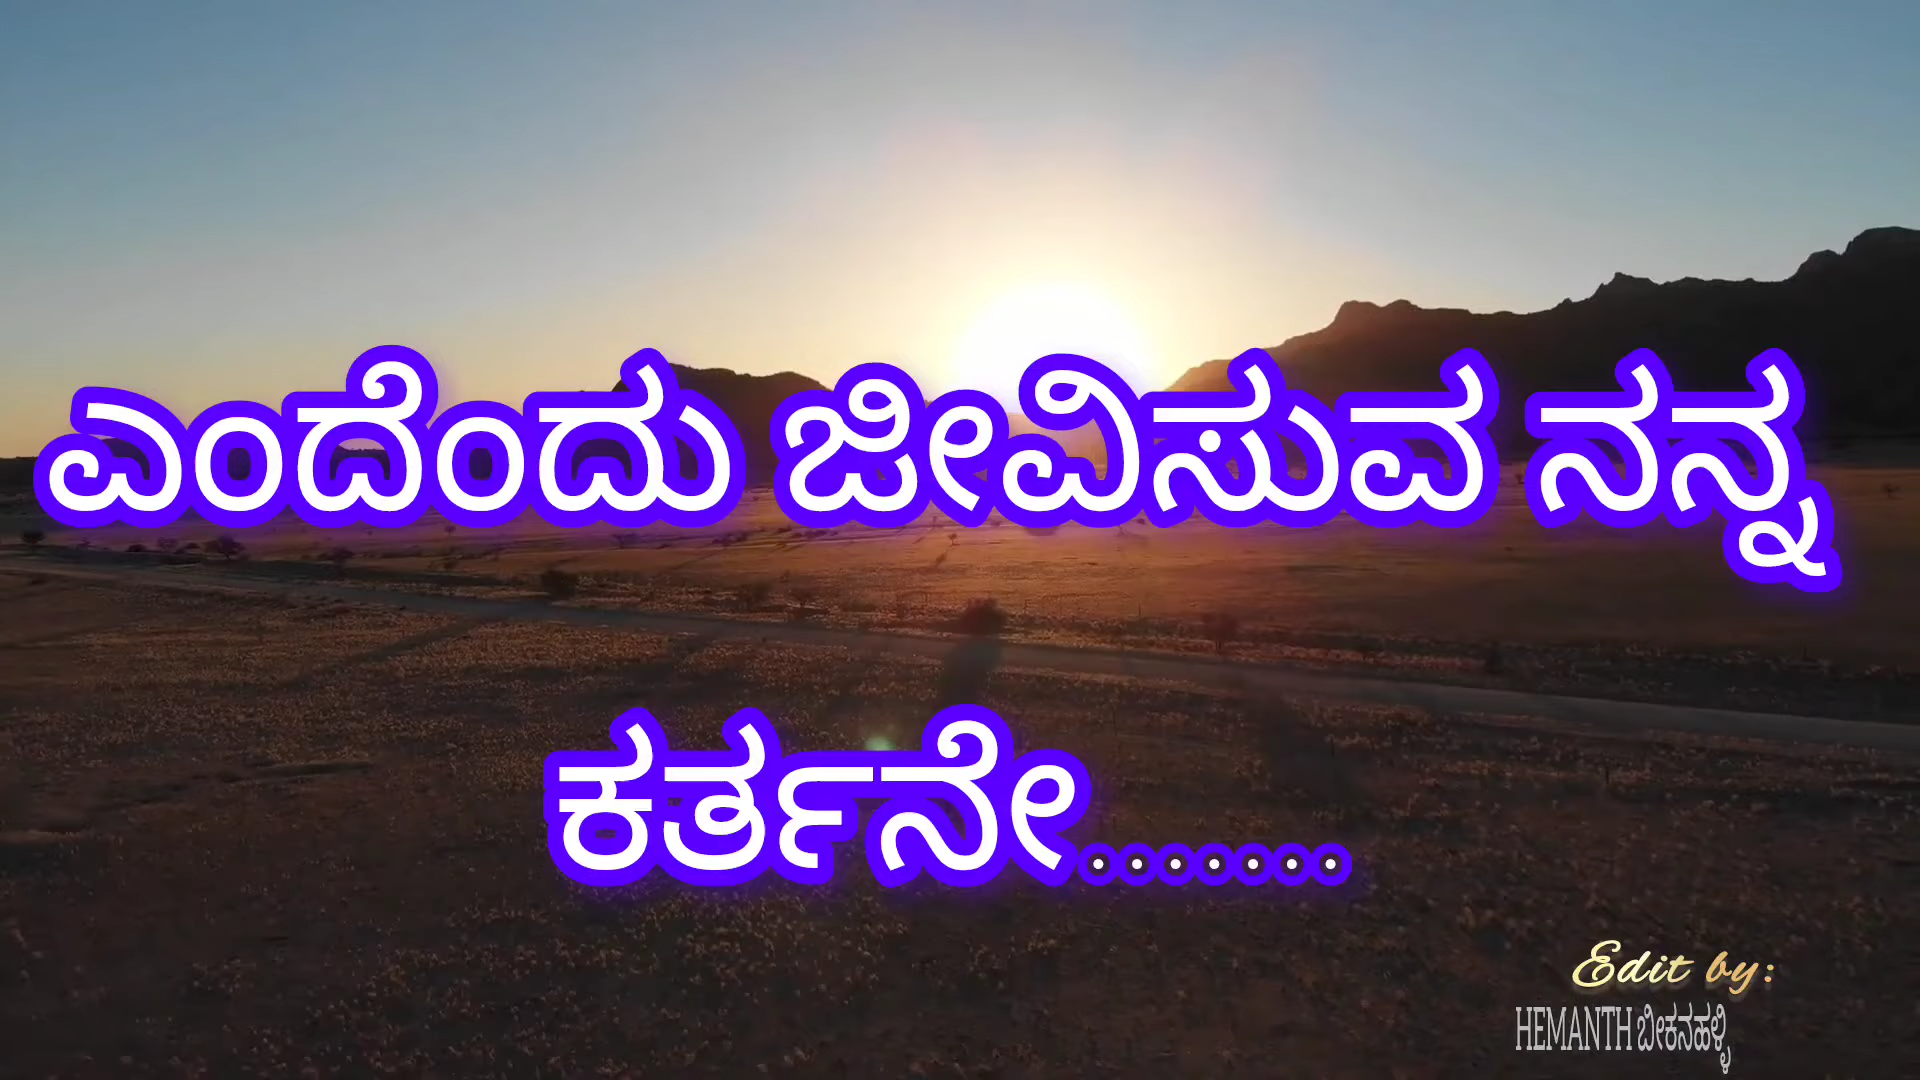 ಎಂದೆಂದು ಜೀವಿಸುವ ನನ್ನ
ಕರ್ತನೇ.......
Edit by:
HEMANTH ಬೀಕನಹಳ್ಳಿ